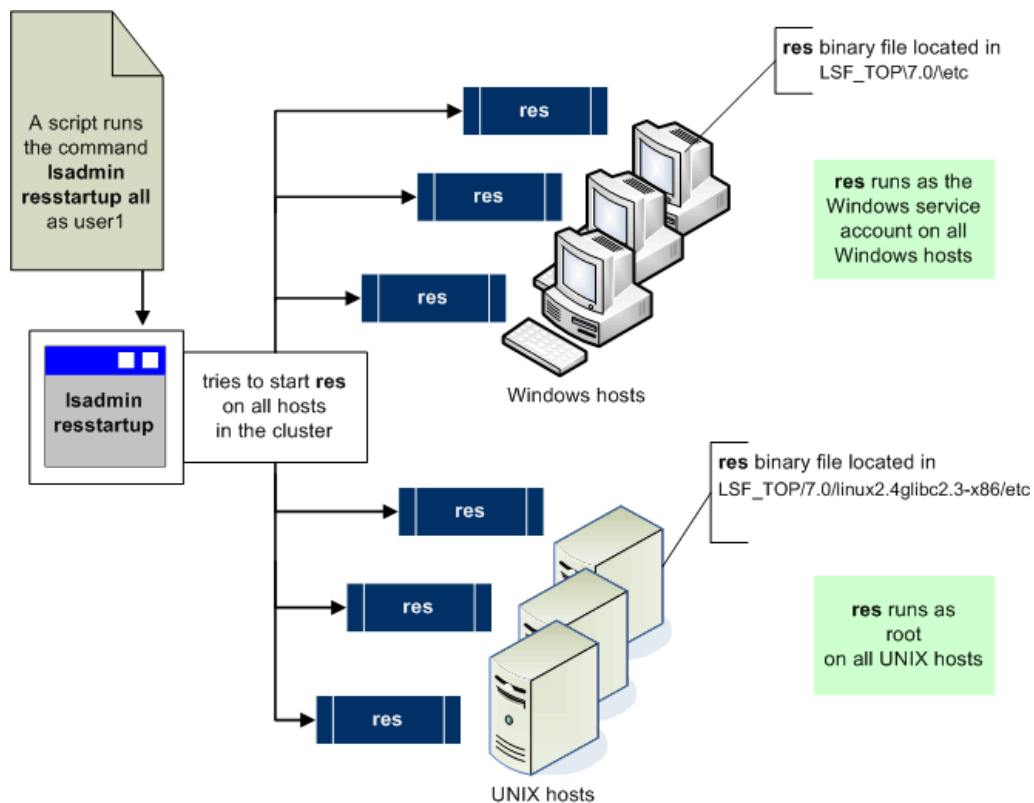 A script runs
the command
lsadmin
resstartup all
as user1
lsadmin
resstartup
tries to start res
on all hosts
in the cluster
res
res
res
res binary file located in
LSF_TOP\7.0/\etc
res runs as the
Windows service
account on all
Windows hosts
Windows hosts
res
res
res
res binary file located in
LSF_TOP/7.0/linux2.4glibc2.3-x86/etc
res runs as
root
on all UNIX hosts
UNIX hosts